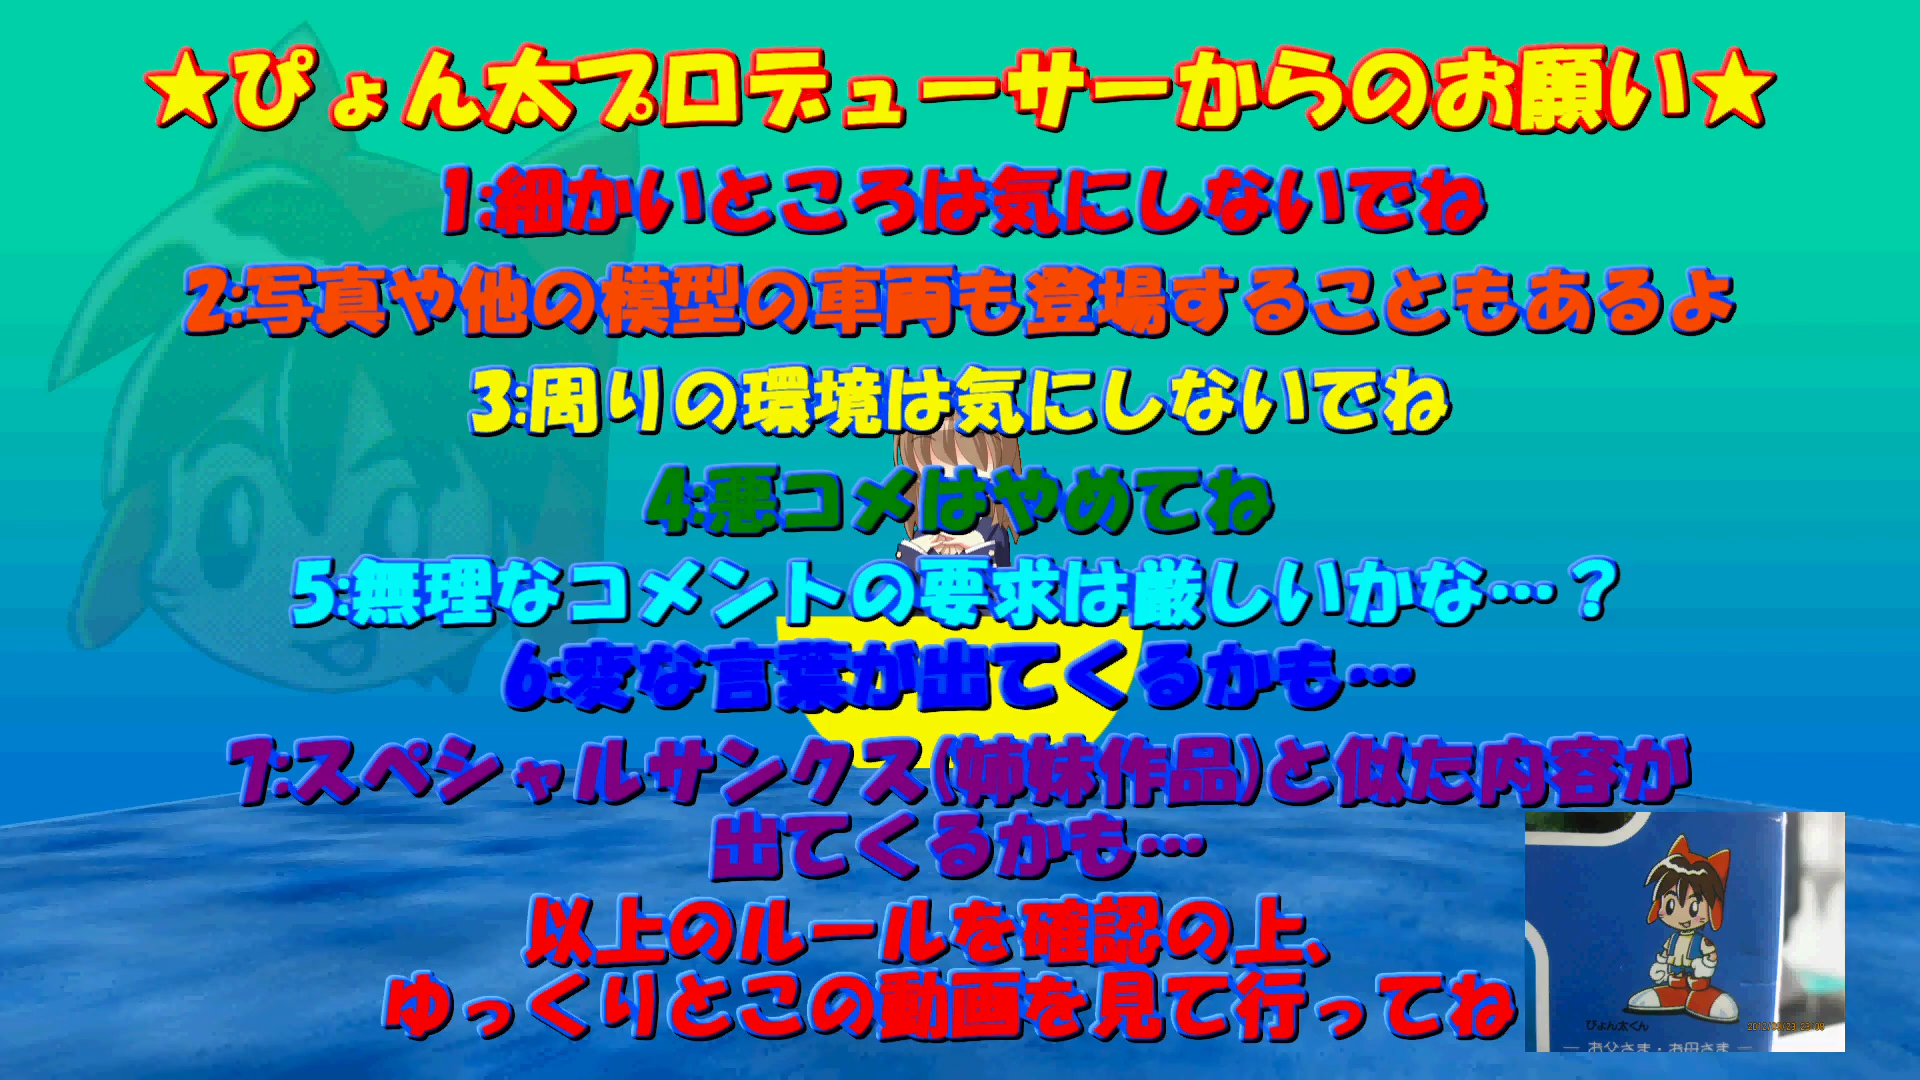 ★ぴょん太プロデューサーからのお願い★
1:細かいところは気にしないでね
2:写真や他の模型の車両も登場することもあるよ
3:周りの環境は気にしないでね
4:悪コメはやめてね
5:無理なコメントの要求は厳しいかな…？
6:変な言葉が出てくるかも…
7:スペシャルサンクス(姉妹作品)と似た内容が
出てくるかも…
以上のルールを確認の上、
ゆっくりとこの動画を見て行ってね
ぴょん太くん
― お父さま・お母さま ―